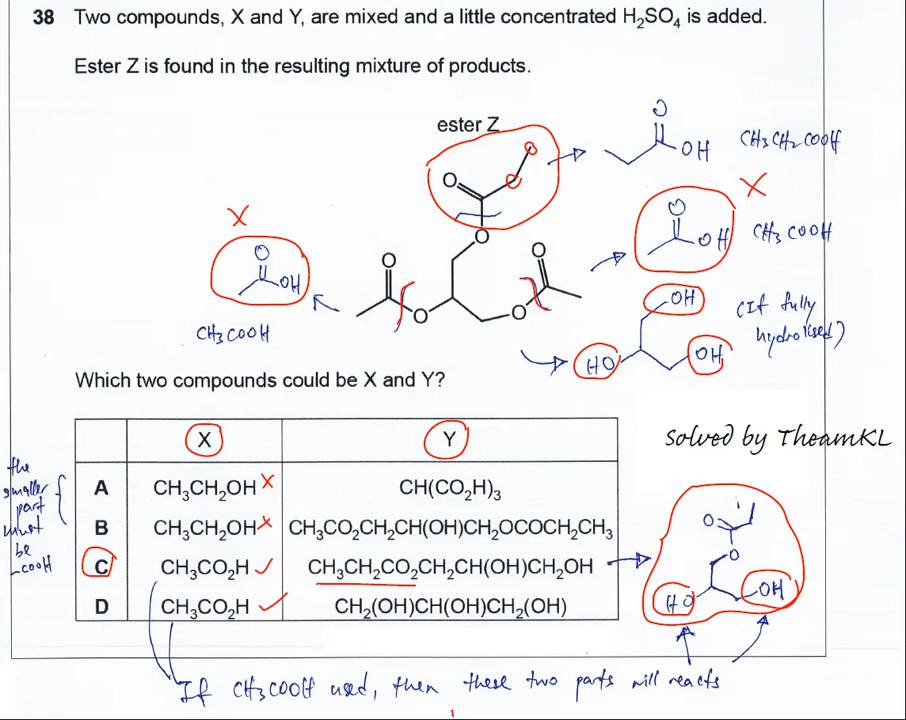 38 Two compounds, X and Y, are mixed and a little concentrated H₂SO₄ is added.
Ester Z is found in the resulting mixture of products.
ester Z
O
O
O
O
O
O
O
OH
CH₃CH₂COOH
X
O
OH
CH₃COOH
X
O
OH
CH₃COOH
OH
HO
OH
(If fully
hydrolised)
Which two compounds could be X and Y?
Solved by TheamKL
X Y
A CH₃CH₂OH X CH(CO₂H)₃
B CH₃CH₂OH X CH₃CO₂CH₂CH(OH)CH₂OCOCH₂CH₃
C CH₃CO₂H ✓ CH₃CH₂CO₂CH₂CH(OH)CH₂OH
D CH₃CO₂H ✓ CH₂(OH)CH(OH)CH₂(OH)
the
smaller
part
must
be
-COOH
O
O
HO
OH
If CH₃COOH used, then these two parts will reacts